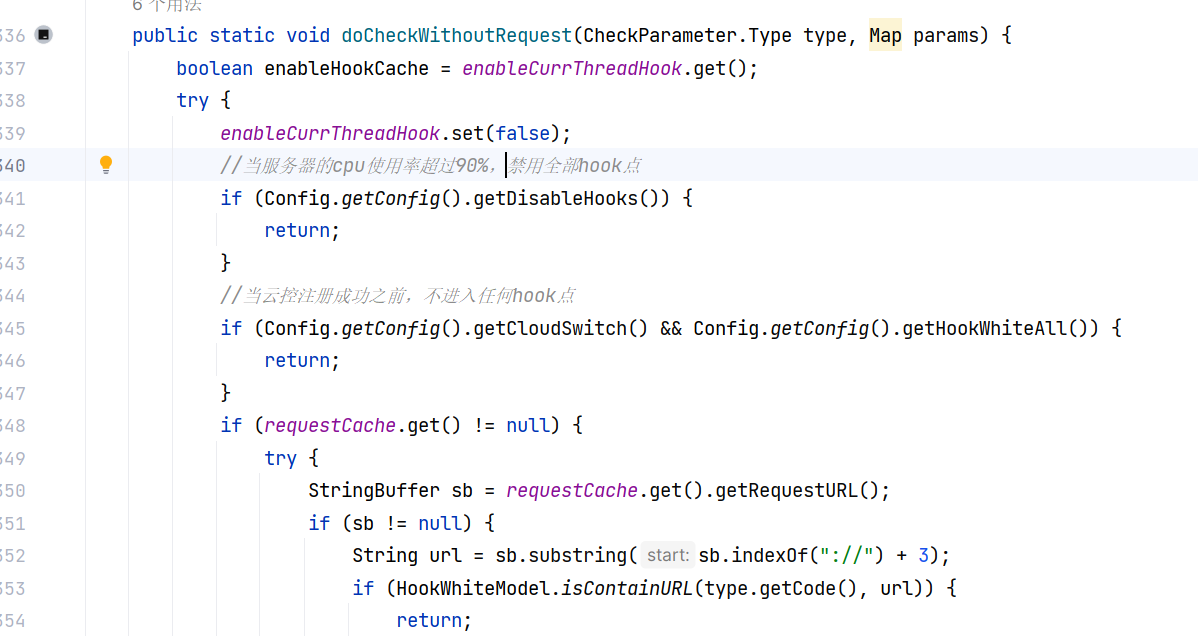 6 个用法
336 public static void doCheckWithoutRequest(CheckParameter.Type type, Map params) {
337 boolean enableHookCache = enableCurrThreadHook.get();
338 try {
339 enableCurrThreadHook.set(false);
340 //当服务器的cpu使用率超过90%，禁用全部hook点
341 if (Config.getConfig().getDisableHooks()) {
342 return;
343 }
344 //当云控注册成功之前，不进入任何hook点
345 if (Config.getConfig().getCloudSwitch() && Config.getConfig().getHookWhiteAll()) {
346 return;
347 }
348 if (requestCache.get() != null) {
349 try {
350 StringBuffer sb = requestCache.get().getRequestURL();
351 if (sb != null) {
352 String url = sb.substring( start: sb.indexOf("://") + 3);
353 if (HookWhiteModel.isContainURL(type.getCode(), url)) {
354 return;